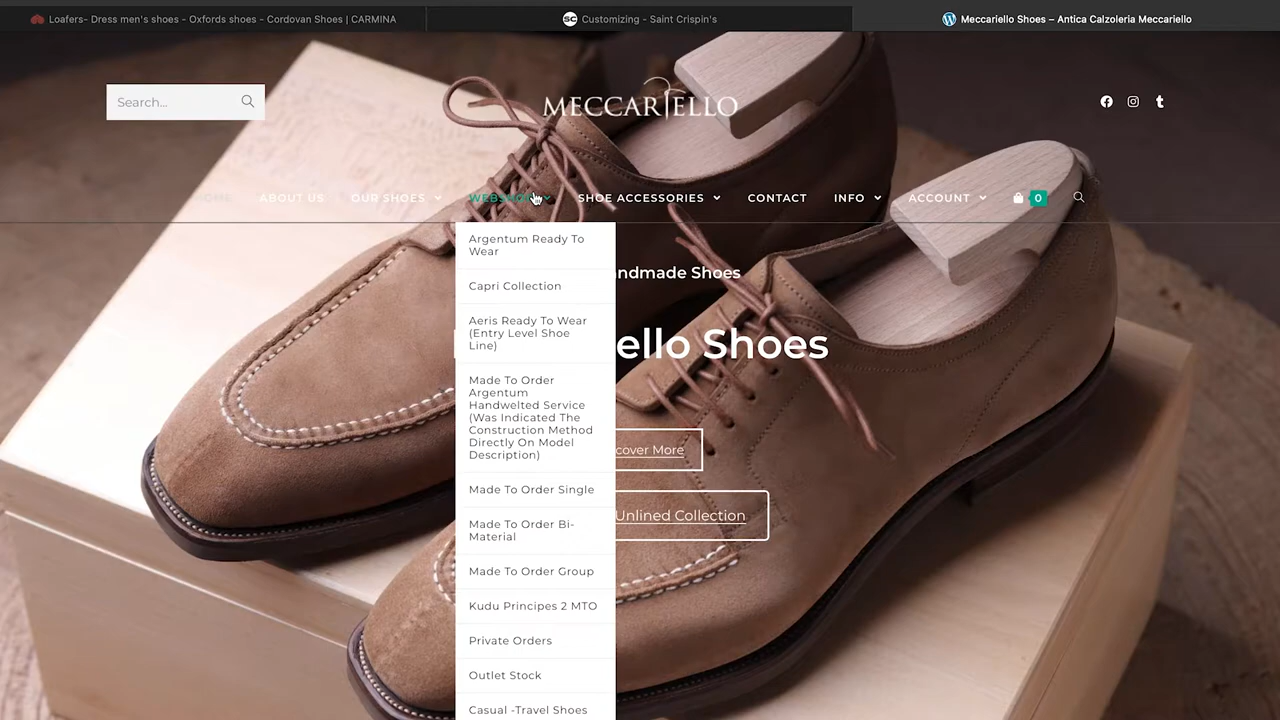 Loafers- Dress men's shoes - Oxfords shoes - Cordovan Shoes | CARMINA
SC Customizing - Saint Crispin's
Meccariello Shoes – Antica Calzoleria Meccariello
Search...
MECCARIELLO
HOME ABOUT US OUR SHOES WEBSHOP SHOE ACCESSORIES CONTACT INFO ACCOUNT 0
Argentum Ready To
Wear
Capri Collection
Aeris Ready To Wear
(Entry Level Shoe
Line)
Made To Order
Argentum
Handwelted Service
(Was Indicated The
Construction Method
Directly On Model
Description)
Made To Order Single
Made To Order Bi-
Material
Made To Order Group
Kudu Principes 2 MTO
Private Orders
Outlet Stock
Casual -Travel Shoes
ndmade Shoes
ello Shoes
cover More
Unlined Collection